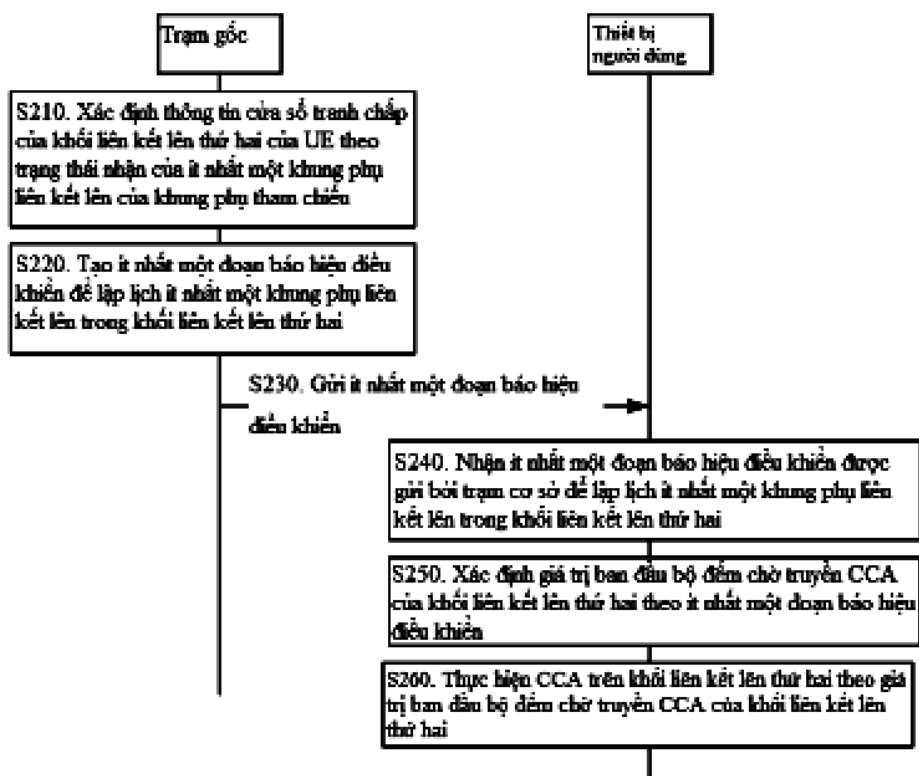 Trạm gốc
Thiết bị
người dùng
S210. Xác định thông tin cửa sổ tranh chấp
của khối liên kết lên thứ hai của UE theo
trạng thái nhận của ít nhất một khung phụ
liên kết lên của khung phụ tham chiếu
S220. Tạo ít nhất một đoạn báo hiệu điều
khiển để lập lịch ít nhất một khung phụ liên
kết lên trong khối liên kết lên thứ hai
S230. Gửi ít nhất một đoạn báo hiệu
điều khiển
S240. Nhận ít nhất một đoạn báo hiệu điều khiển được
gửi bởi trạm cơ sở để lập lịch ít nhất một khung phụ liên
kết lên trong khối liên kết lên thứ hai
S250. Xác định giá trị ban đầu bộ đếm chờ truyền CCA
của khối liên kết lên thứ hai theo ít nhất một đoạn báo hiệu
điều khiển
S260. Thực hiện CCA trên khối liên kết lên thứ hai theo giá
trị ban đầu bộ đếm chờ truyền CCA của khối liên kết lên
thứ hai